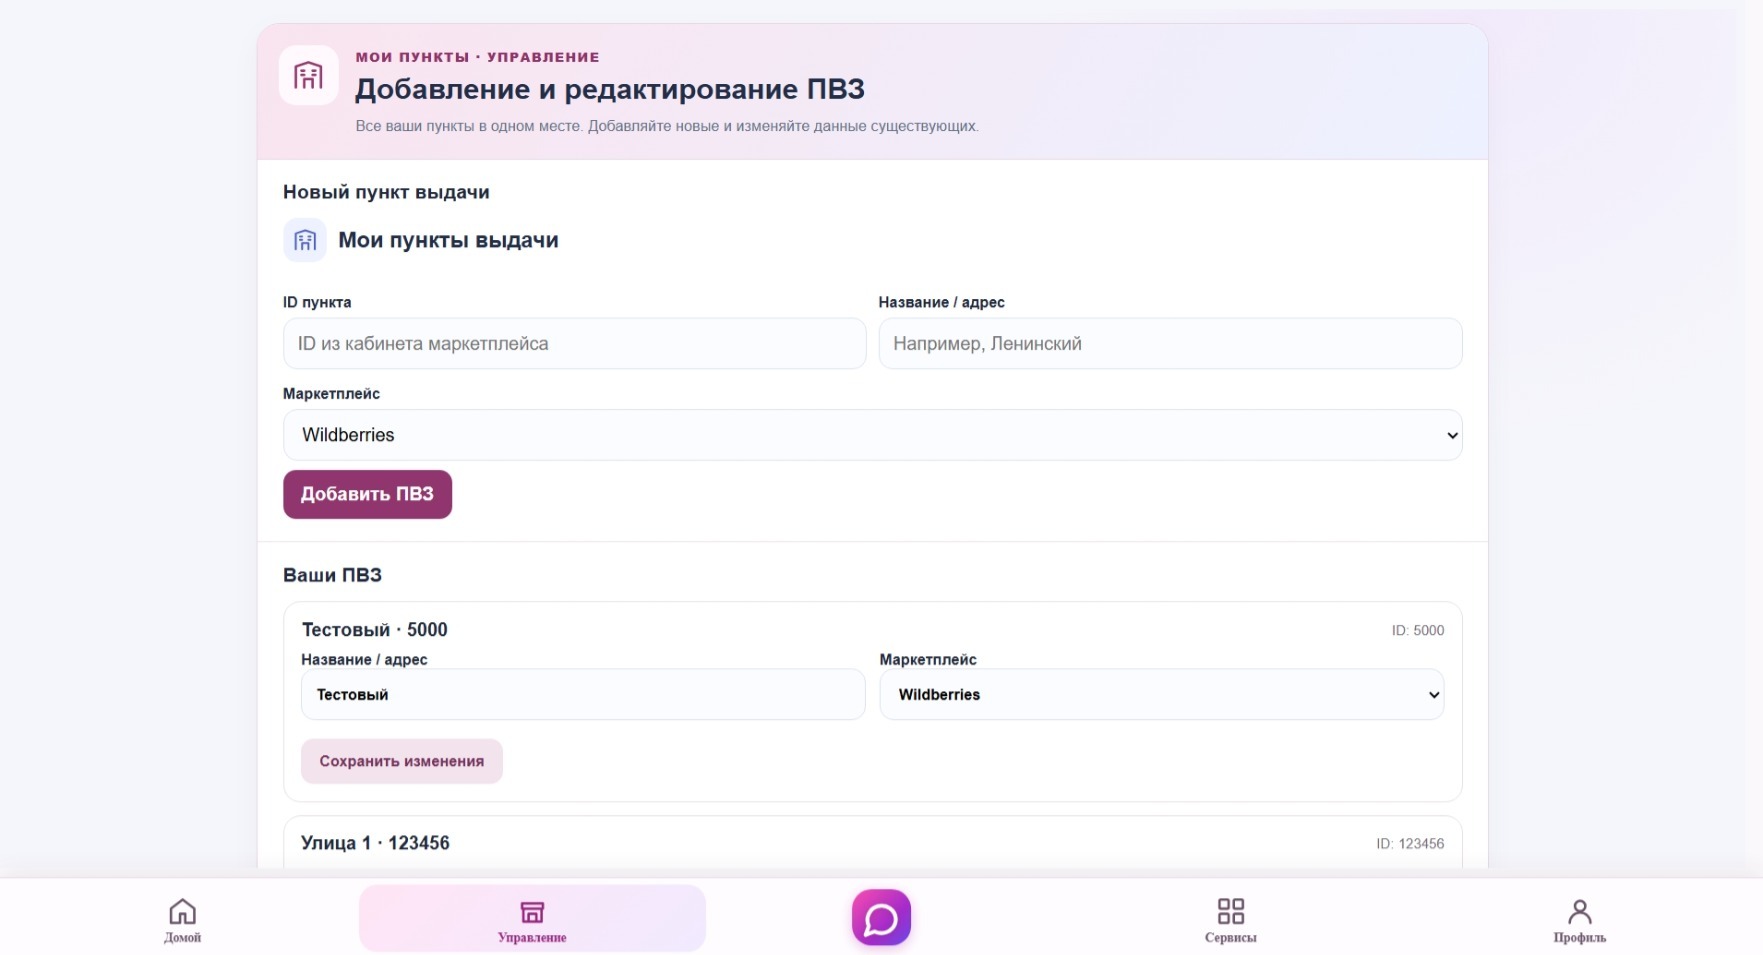 МОИ ПУНКТЫ · УПРАВЛЕНИЕ
Добавление и редактирование ПВЗ
Все ваши пункты в одном месте. Добавляйте новые и изменяйте данные существующих.
Новый пункт выдачи
Мои пункты выдачи
ID пункта
Название / адрес
ID из кабинета маркетплейса
Например, Ленинский
Маркетплейс
Wildberries
Добавить ПВЗ
Ваши ПВЗ
Тестовый · 5000
ID: 5000
Название / адрес
Маркетплейс
Тестовый
Wildberries
Сохранить изменения
Улица 1 · 123456
ID: 123456
Домой
Управление
Сервисы
Профиль